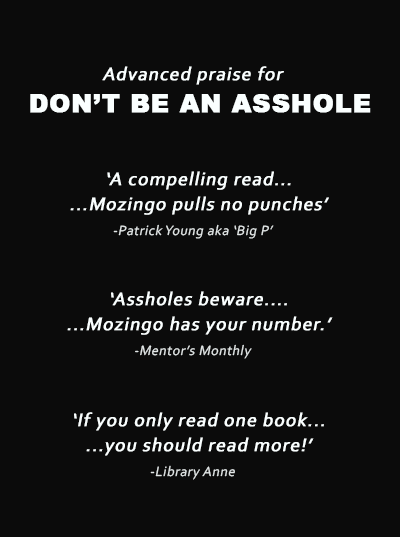 Advanced praise for
DON’T BE AN ASSHOLE
‘A compelling read...
...Mozingo pulls no punches’
-Patrick Young aka ‘Big P’
‘Assholes beware....
...Mozingo has your number.’
-Mentor’s Monthly
‘If you only read one book...
...you should read more!’
-Library Anne